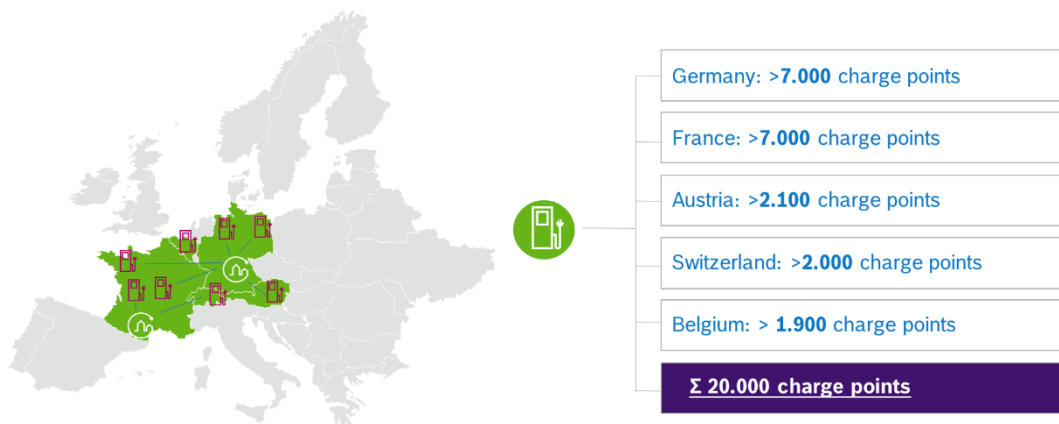 Germany: >7.000 charge points
France: >7.000 charge points
Austria: >2.100 charge points
Switzerland: >2.000 charge points
Belgium: > 1.900 charge points
Σ 20.000 charge points